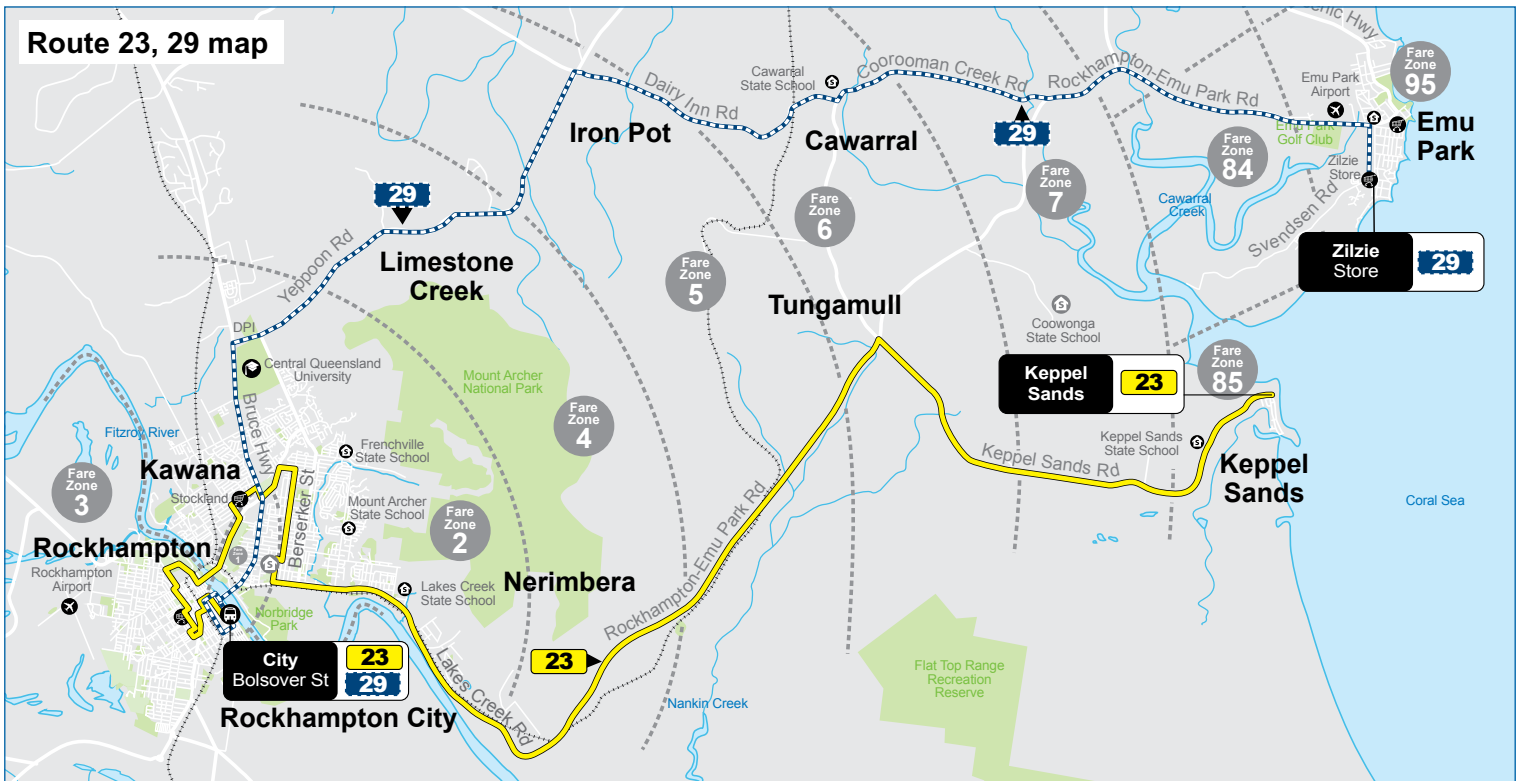 Route 23, 29 map
Scenic Hwy
Fare
Zone
95
Emu Park
Airport
Emu
Park
Emu Park
Golf Club
Cawarral
State School
Coorooman Creek Rd
Rockhampton-Emu Park Rd
Dairy Inn Rd
Iron Pot
Cawarral
29
Fare
Zone
84
Zilzie
Store
Fare
Zone
7
Cawarral
Creek
Svendsen Rd
29
Fare
Zone
6
Zilzie
Store
29
Yeppoon Rd
Limestone
Creek
Fare
Zone
5
Tungamull
Coowonga
State School
DPI
Central Queensland
University
Mount Archer
National Park
Keppel
Sands
23
Fare
Zone
85
Bruce Hwy
Fitzroy River
Fare
Zone
4
Frenchville
State School
Keppel Sands
State School
Keppel Sands Rd
Keppel
Sands
Kawana
Fare
Zone
3
Stockland
Berserker St
Mount Archer
State School
Fare
Zone
2
Coral Sea
Rockhampton
Fare
Zone
1
Rockhampton
Airport
Lakes Creek
State School
Nerimbera
Rockhampton-Emu Park Rd
Norbridge
Park
City
Bolsover St
23
29
Rockhampton City
Lakes Creek Rd
23
Nankin Creek
Flat Top Range
Recreation
Reserve